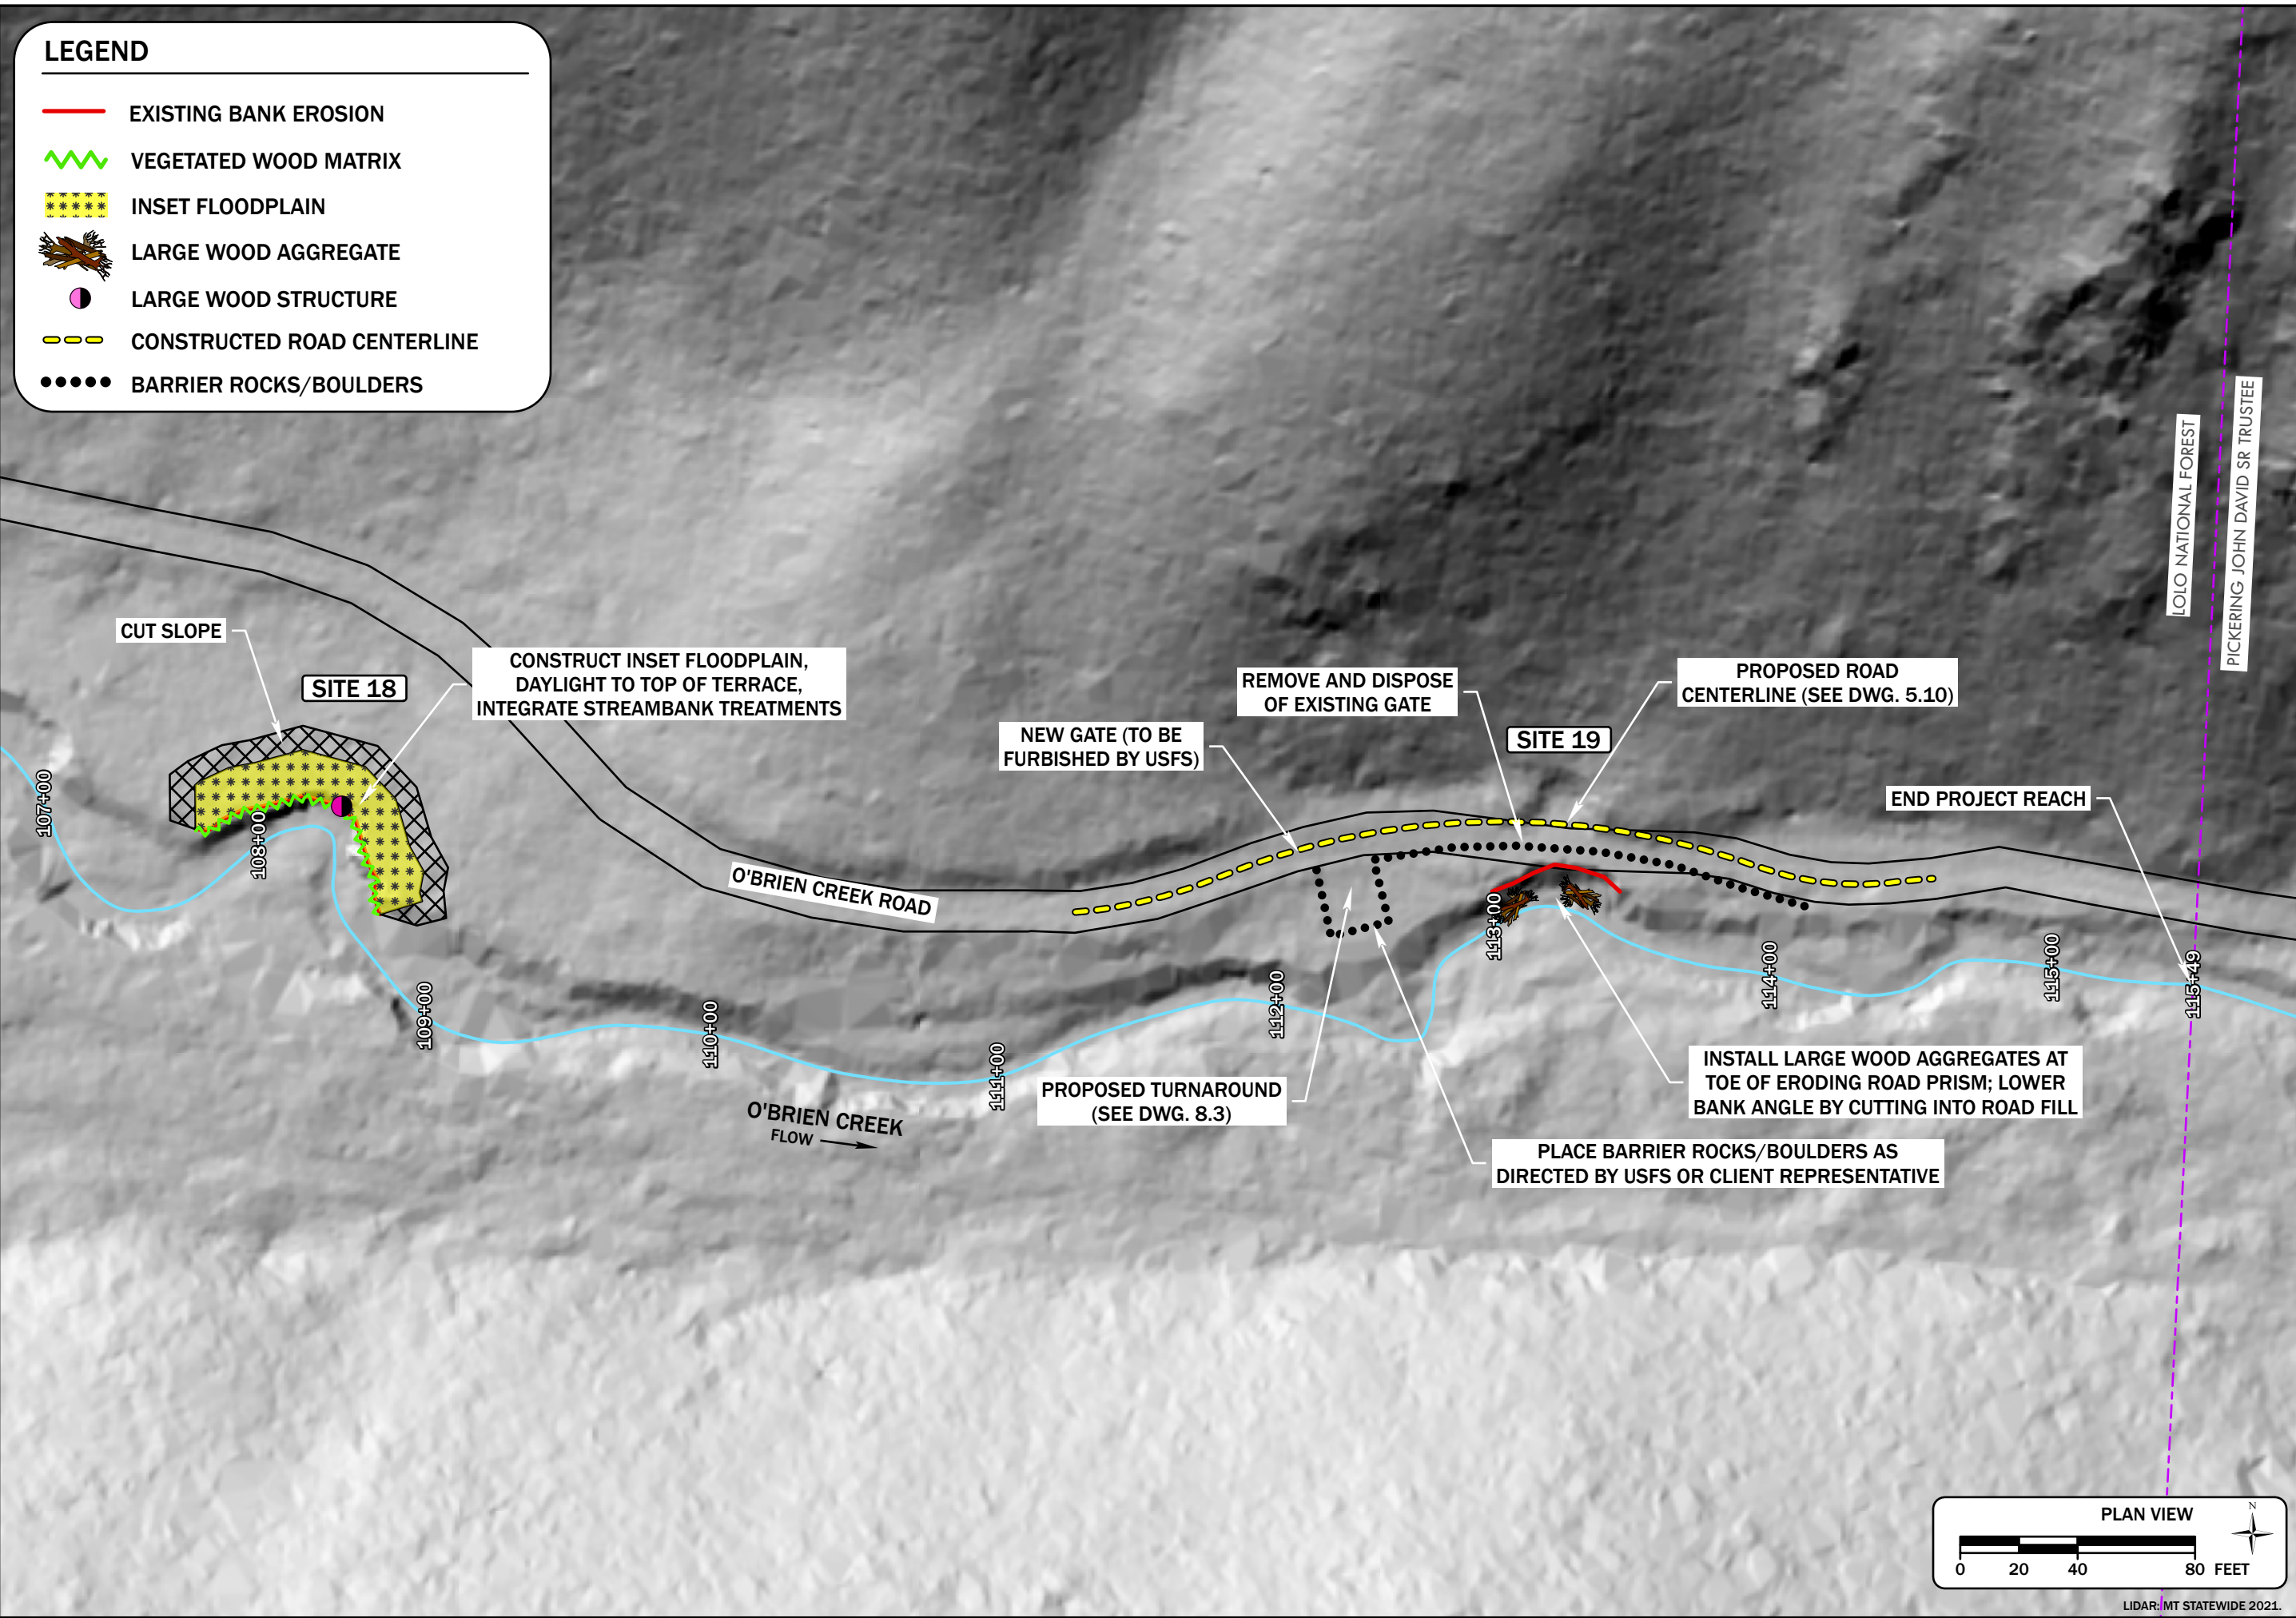 LEGEND
EXISTING BANK EROSION
VEGETATED WOOD MATRIX
INSET FLOODPLAIN
LARGE WOOD AGGREGATE
LARGE WOOD STRUCTURE
CONSTRUCTED ROAD CENTERLINE
BARRIER ROCKS/BOULDERS
LOLO NATIONAL FOREST
PICKERING JOHN DAVID SR TRUSTEE
CUT SLOPE
SITE 18
CONSTRUCT INSET FLOODPLAIN,
DAYLIGHT TO TOP OF TERRACE,
INTEGRATE STREAMBANK TREATMENTS
REMOVE AND DISPOSE
OF EXISTING GATE
PROPOSED ROAD
CENTERLINE (SEE DWG. 5.10)
NEW GATE (TO BE
FURBISHED BY USFS)
SITE 19
END PROJECT REACH
O'BRIEN CREEK ROAD
107+00
108+00
109+00
110+00
111+00
112+00
113+00
114+00
115+00
115+49
O'BRIEN CREEK
FLOW
PROPOSED TURNAROUND
(SEE DWG. 8.3)
INSTALL LARGE WOOD AGGREGATES AT
TOE OF ERODING ROAD PRISM; LOWER
BANK ANGLE BY CUTTING INTO ROAD FILL
PLACE BARRIER ROCKS/BOULDERS AS
DIRECTED BY USFS OR CLIENT REPRESENTATIVE
PLAN VIEW
N
0 20 40 80 FEET
LIDAR: MT STATEWIDE 2021.